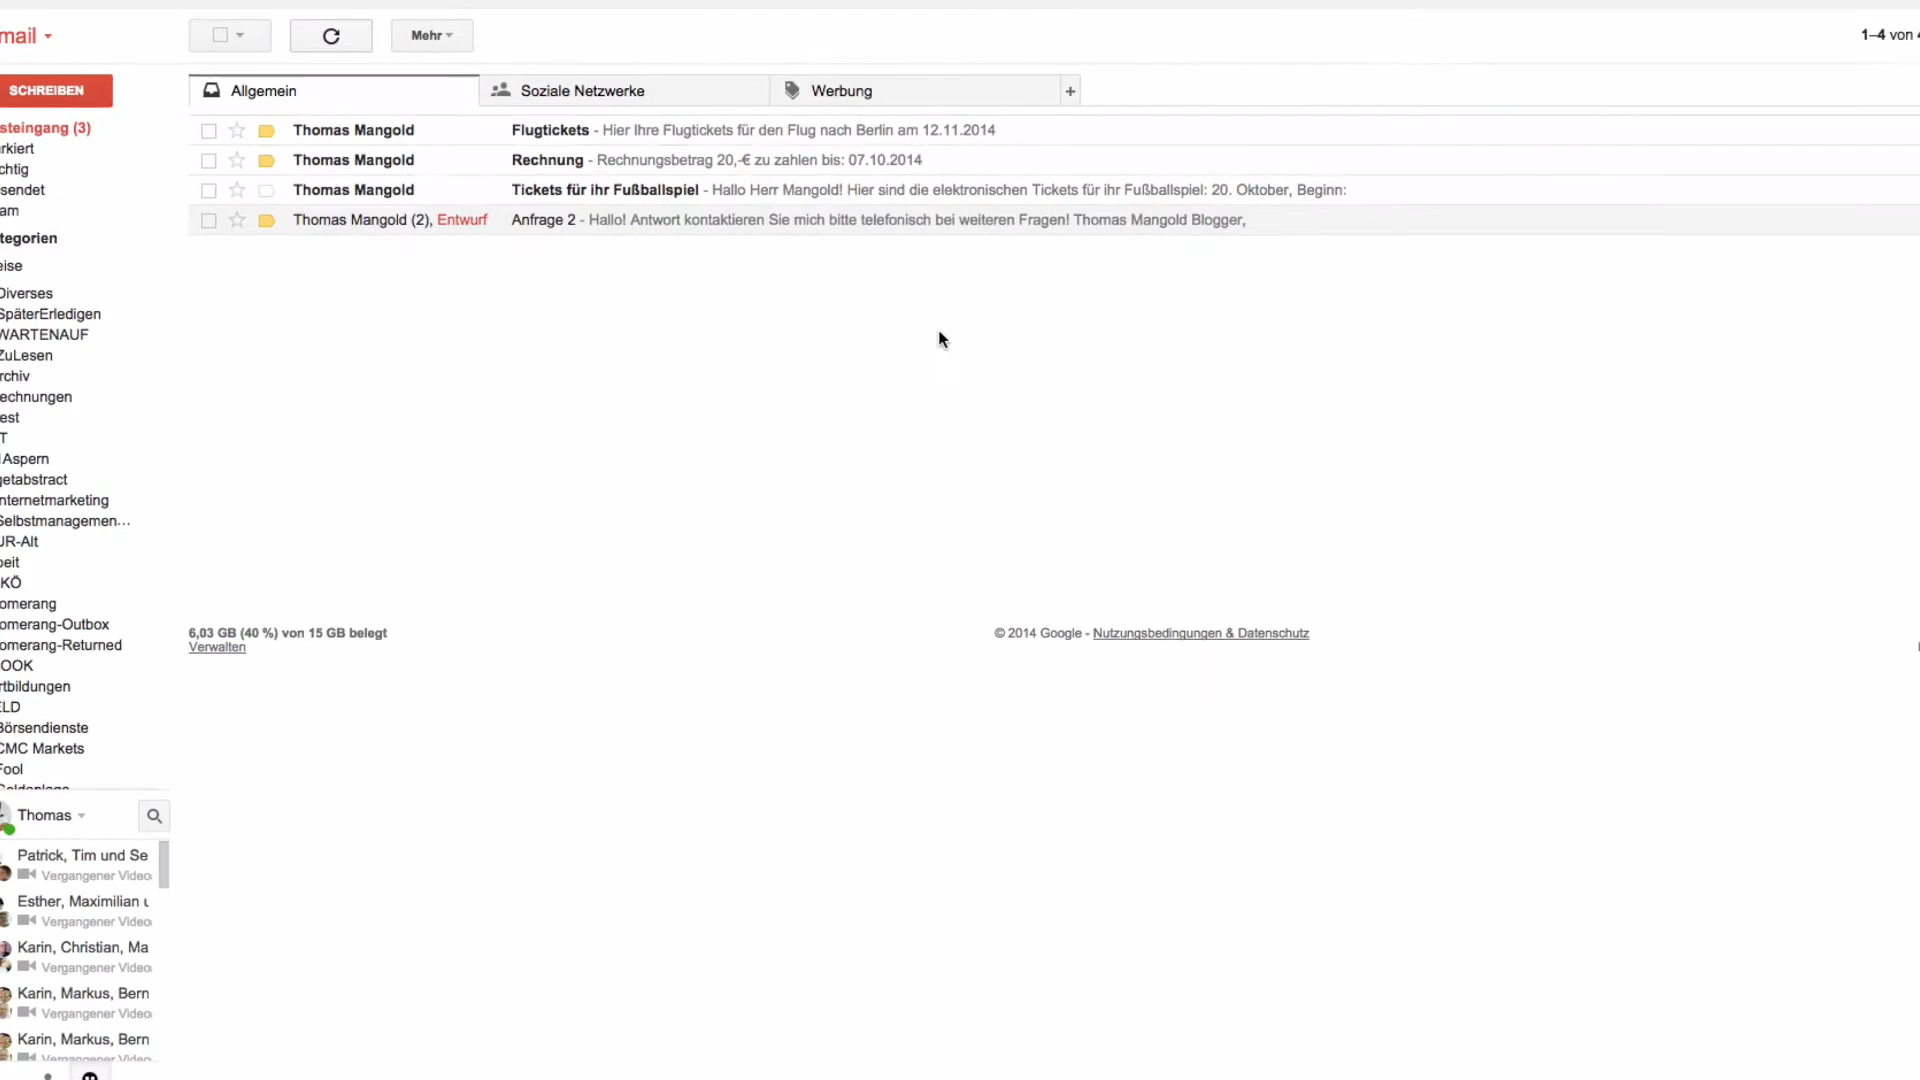 mail
Mehr
1–4 von
SCHREIBEN
Allgemein
Soziale Netzwerke
Werbung
+
steingang (3)
rkiert
chtig
sendet
am
tegorien
eise
Diverses
SpäterErledigen
WARTENAUF
ZuLesen
rchiv
echnungen
est
T
Aspern
getabstract
nternetmarketing
Selbstmanagemen…
JR-Alt
beit
KÖ
omerang
omerang-Outbox
omerang-Returned
OOK
rtbildungen
ELD
Börsendienste
CMC Markets
Fool
Thomas Mangold Flugtickets - Hier Ihre Flugtickets für den Flug nach Berlin am 12.11.2014
Thomas Mangold Rechnung - Rechnungsbetrag 20,-€ zu zahlen bis: 07.10.2014
Thomas Mangold Tickets für ihr Fußballspiel - Hallo Herr Mangold! Hier sind die elektronischen Tickets für ihr Fußballspiel: 20. Oktober, Beginn:
Thomas Mangold (2), Entwurf Anfrage 2 - Hallo! Antwort kontaktieren Sie mich bitte telefonisch bei weiteren Fragen! Thomas Mangold Blogger,
6,03 GB (40 %) von 15 GB belegt
Verwalten
© 2014 Google - Nutzungsbedingungen & Datenschutz
Thomas
Patrick, Tim und Se
Vergangener Video
Esther, Maximilian u
Vergangener Video
Karin, Christian, Ma
Vergangener Video
Karin, Markus, Bern
Vergangener Video
Karin, Markus, Bern
Vergangener Video